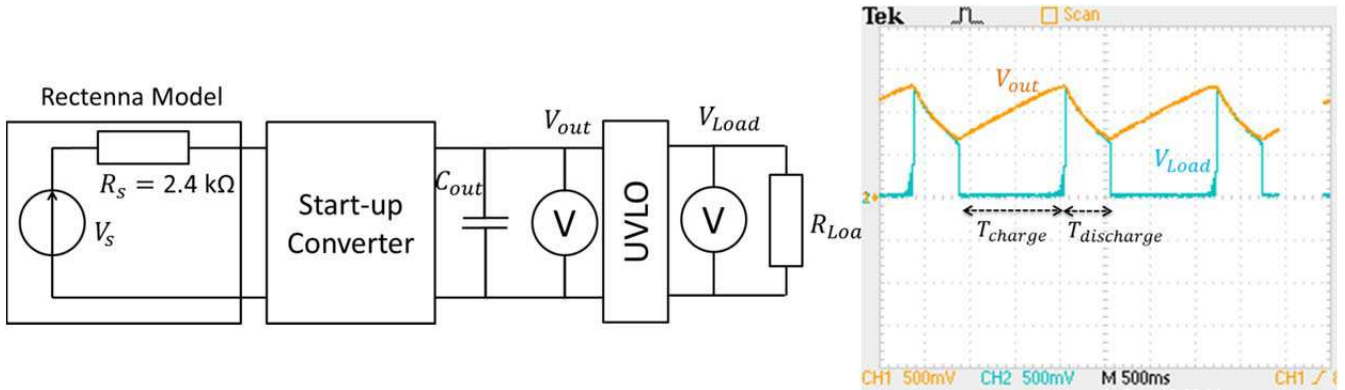 Rectenna Model
R_s = 2.4 kΩ
V_s
Start-up
Converter
C_out
V_out
V
UVLO
V_Load
V
R_Loa
Tek
Scan
V_out
V_Load
2
T_charge
T_discharge
CH1 500mV CH2 500mV M 500ms CH1